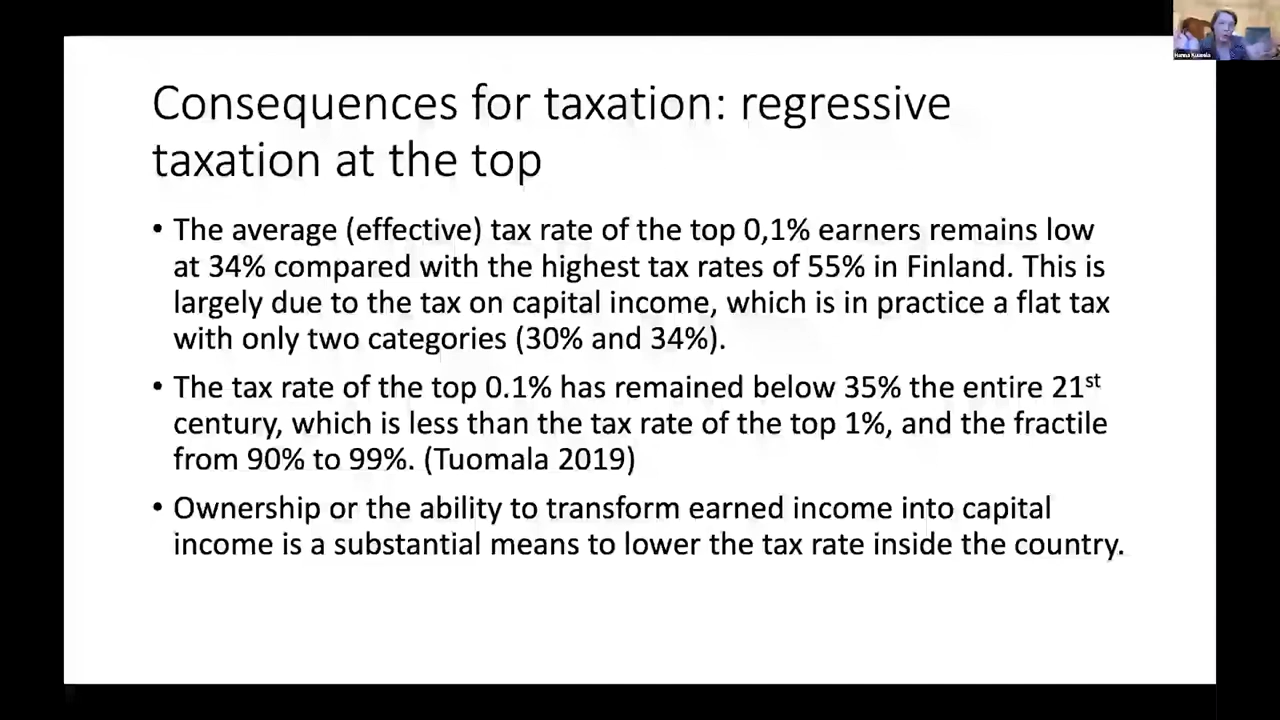 Consequences for taxation: regressive
taxation at the top
• The average (effective) tax rate of the top 0,1% earners remains low
at 34% compared with the highest tax rates of 55% in Finland. This is
largely due to the tax on capital income, which is in practice a flat tax
with only two categories (30% and 34%).
• The tax rate of the top 0.1% has remained below 35% the entire 21st
century, which is less than the tax rate of the top 1%, and the fractile
from 90% to 99%. (Tuomala 2019)
• Ownership or the ability to transform earned income into capital
income is a substantial means to lower the tax rate inside the country.